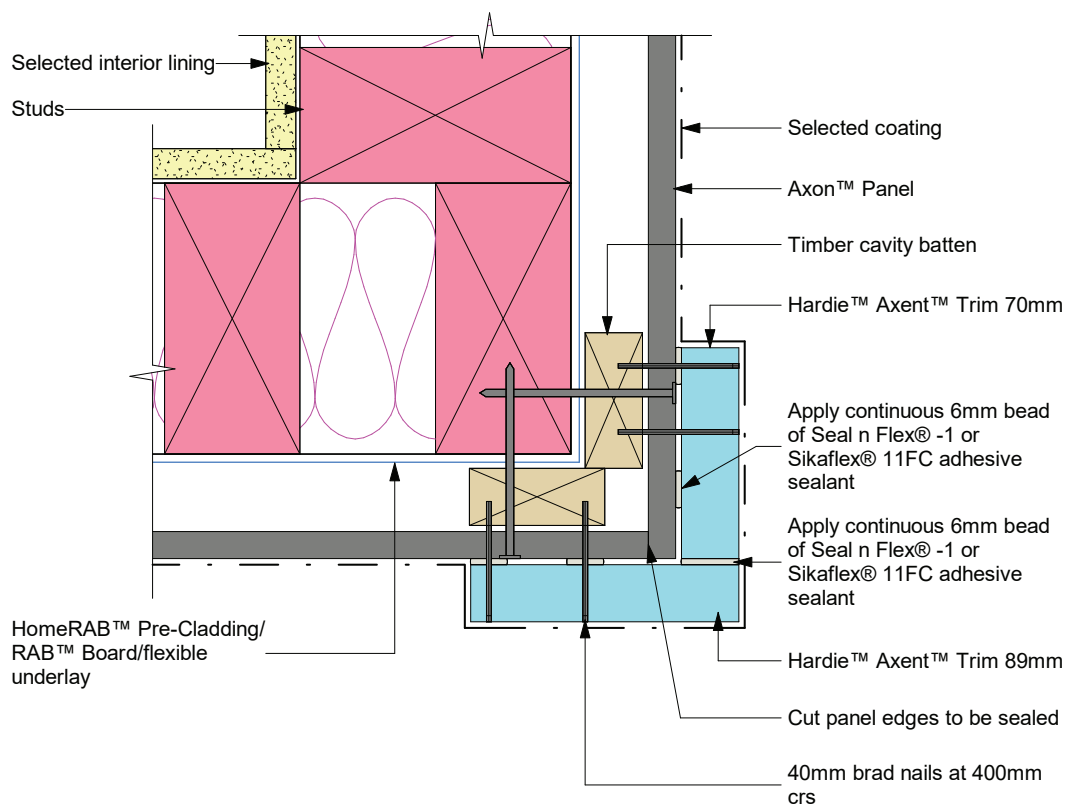 Selected interior lining
Studs
HomeRAB™ Pre-Cladding/
RAB™ Board/flexible
underlay
Selected coating
Axon™ Panel
Timber cavity batten
Hardie™ Axent™ Trim 70mm
Apply continuous 6mm bead
of Seal n Flex® -1 or
Sikaflex® 11FC adhesive
sealant
Apply continuous 6mm bead
of Seal n Flex® -1 or
Sikaflex® 11FC adhesive
sealant
Hardie™ Axent™ Trim 89mm
Cut panel edges to be sealed
40mm brad nails at 400mm
crs